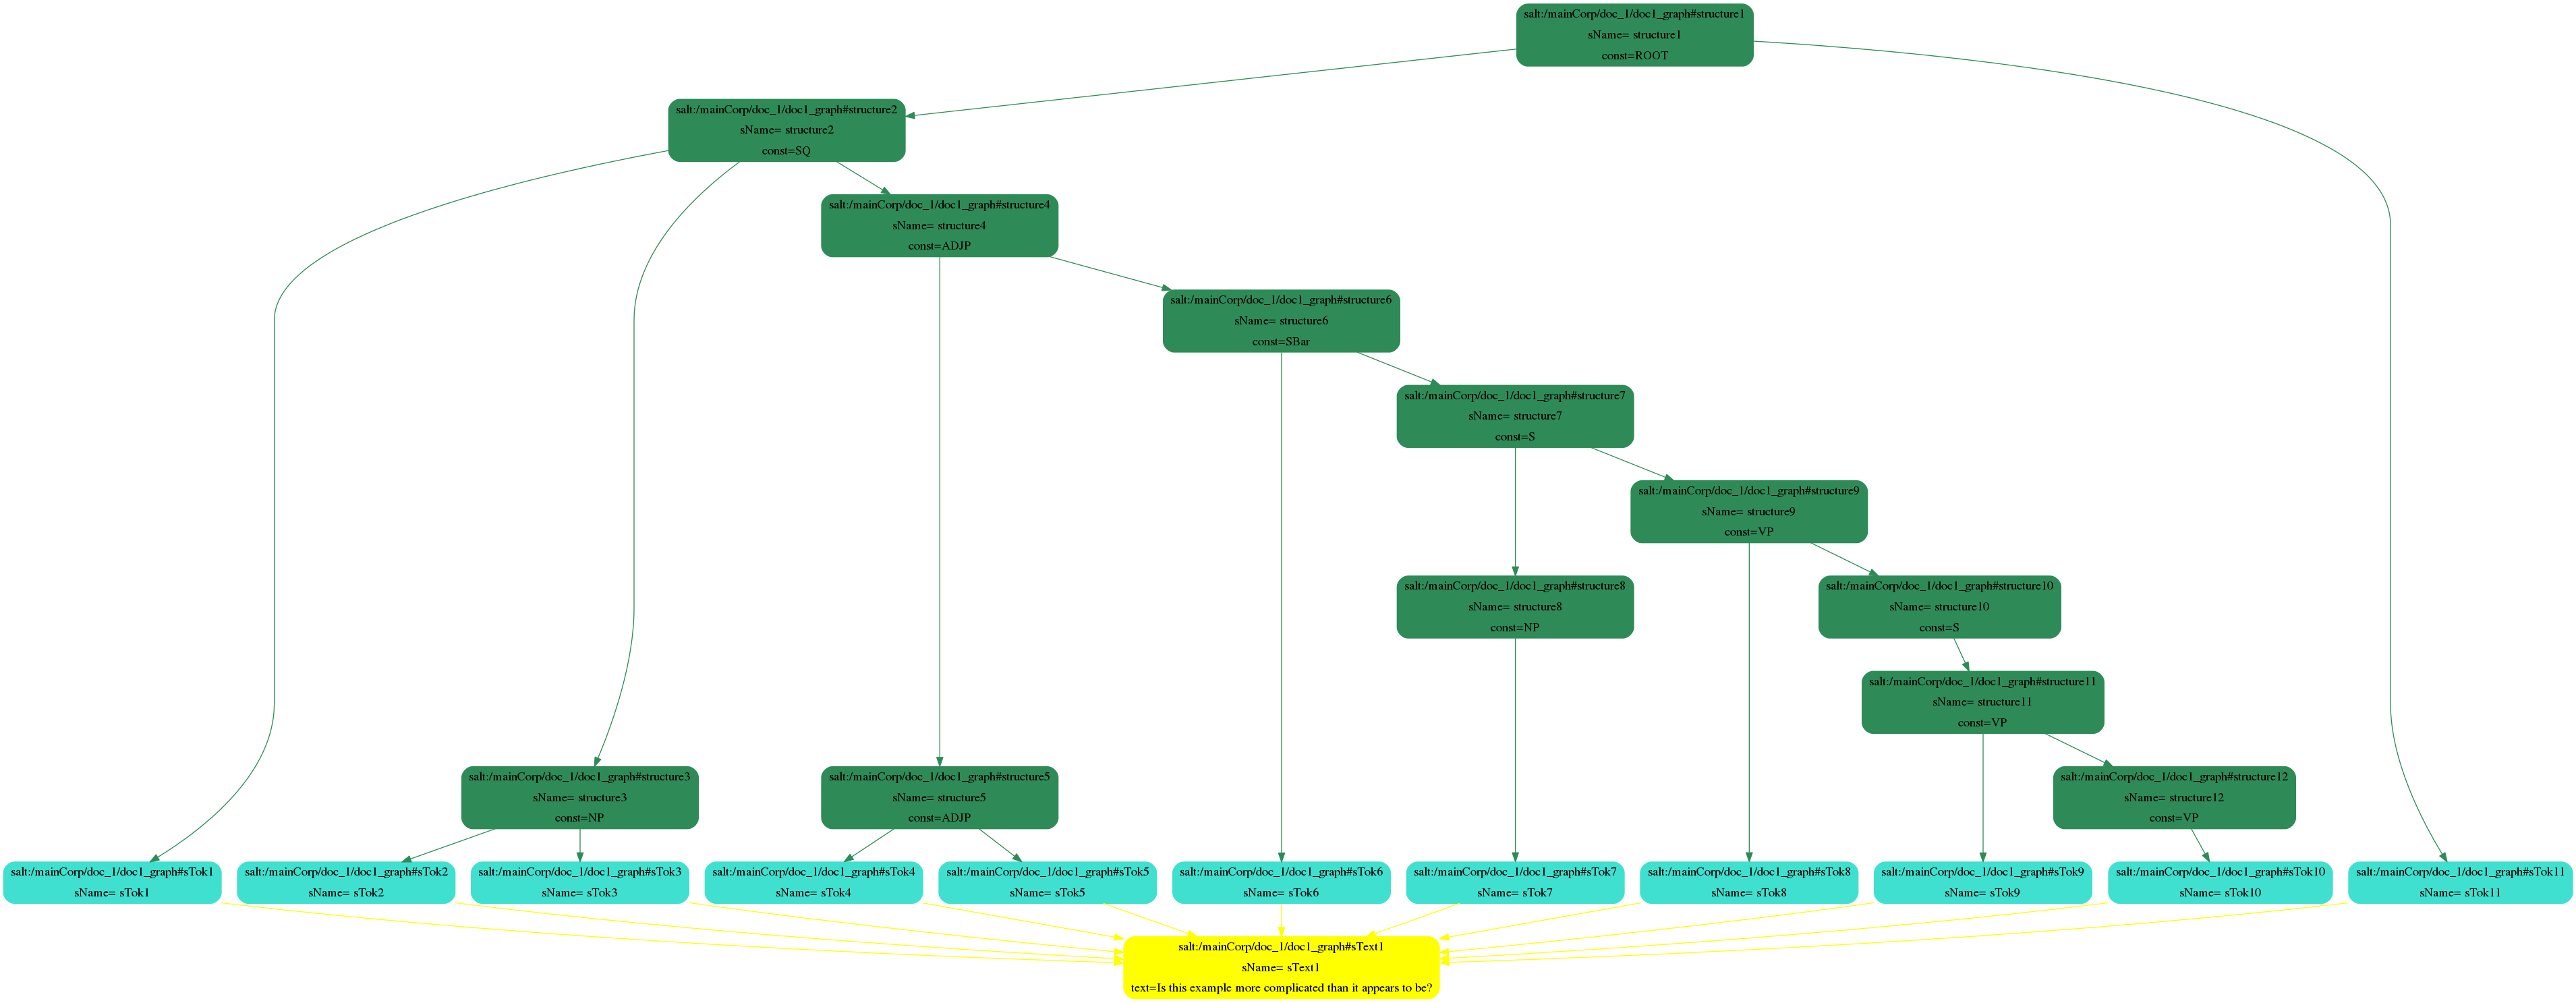 salt:/mainCorp/doc_1/doc1_graph#structure1
sName= structure1
const=ROOT
salt:/mainCorp/doc_1/doc1_graph#structure2
sName= structure2
const=SQ
salt:/mainCorp/doc_1/doc1_graph#structure4
sName= structure4
const=ADJP
salt:/mainCorp/doc_1/doc1_graph#structure6
sName= structure6
const=SBar
salt:/mainCorp/doc_1/doc1_graph#structure7
sName= structure7
const=S
salt:/mainCorp/doc_1/doc1_graph#structure9
sName= structure9
const=VP
salt:/mainCorp/doc_1/doc1_graph#structure8
sName= structure8
const=NP
salt:/mainCorp/doc_1/doc1_graph#structure10
sName= structure10
const=S
salt:/mainCorp/doc_1/doc1_graph#structure11
sName= structure11
const=VP
salt:/mainCorp/doc_1/doc1_graph#structure3
sName= structure3
const=NP
salt:/mainCorp/doc_1/doc1_graph#structure5
sName= structure5
const=ADJP
salt:/mainCorp/doc_1/doc1_graph#structure12
sName= structure12
const=VP
salt:/mainCorp/doc_1/doc1_graph#sTok1
sName= sTok1
salt:/mainCorp/doc_1/doc1_graph#sTok2
sName= sTok2
salt:/mainCorp/doc_1/doc1_graph#sTok3
sName= sTok3
salt:/mainCorp/doc_1/doc1_graph#sTok4
sName= sTok4
salt:/mainCorp/doc_1/doc1_graph#sTok5
sName= sTok5
salt:/mainCorp/doc_1/doc1_graph#sTok6
sName= sTok6
salt:/mainCorp/doc_1/doc1_graph#sTok7
sName= sTok7
salt:/mainCorp/doc_1/doc1_graph#sTok8
sName= sTok8
salt:/mainCorp/doc_1/doc1_graph#sTok9
sName= sTok9
salt:/mainCorp/doc_1/doc1_graph#sTok10
sName= sTok10
salt:/mainCorp/doc_1/doc1_graph#sTok11
sName= sTok11
salt:/mainCorp/doc_1/doc1_graph#sText1
sName= sText1
text=Is this example more complicated than it appears to be?